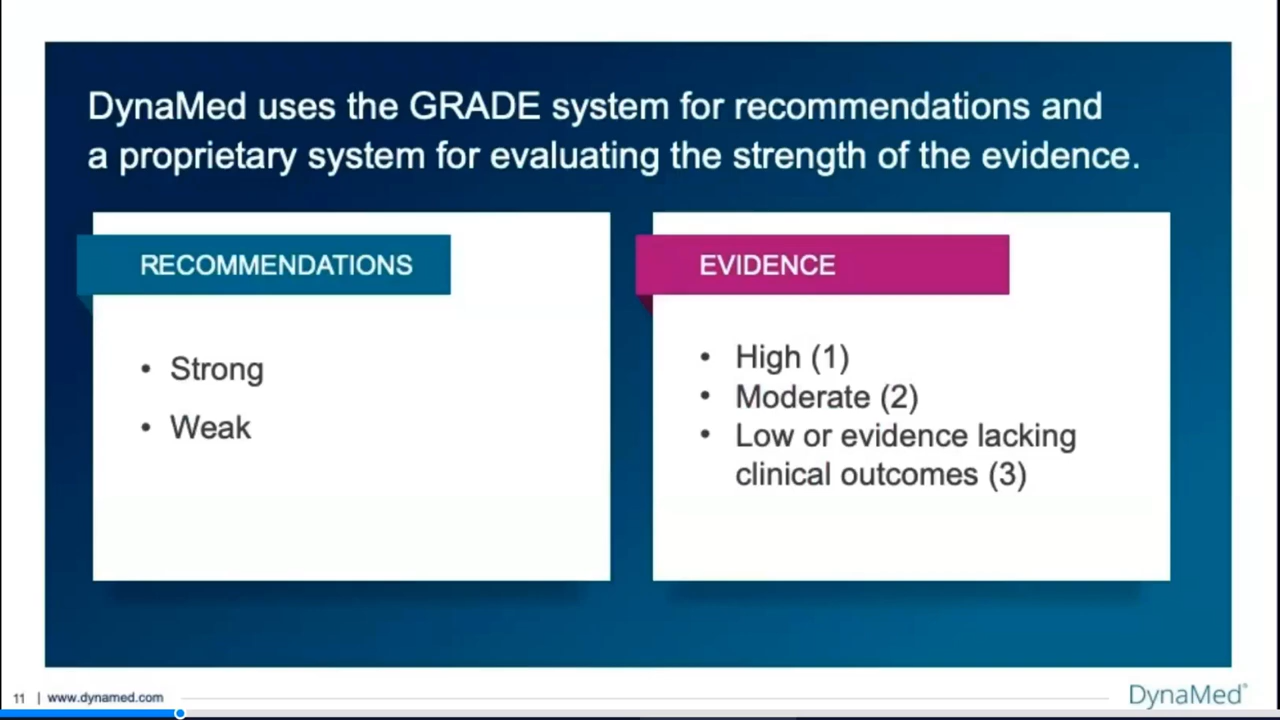 DynaMed uses the GRADE system for recommendations and
a proprietary system for evaluating the strength of the evidence.
RECOMMENDATIONS
• Strong
• Weak
EVIDENCE
• High (1)
• Moderate (2)
• Low or evidence lacking
clinical outcomes (3)
11 | www.dynamed.com
DynaMed®